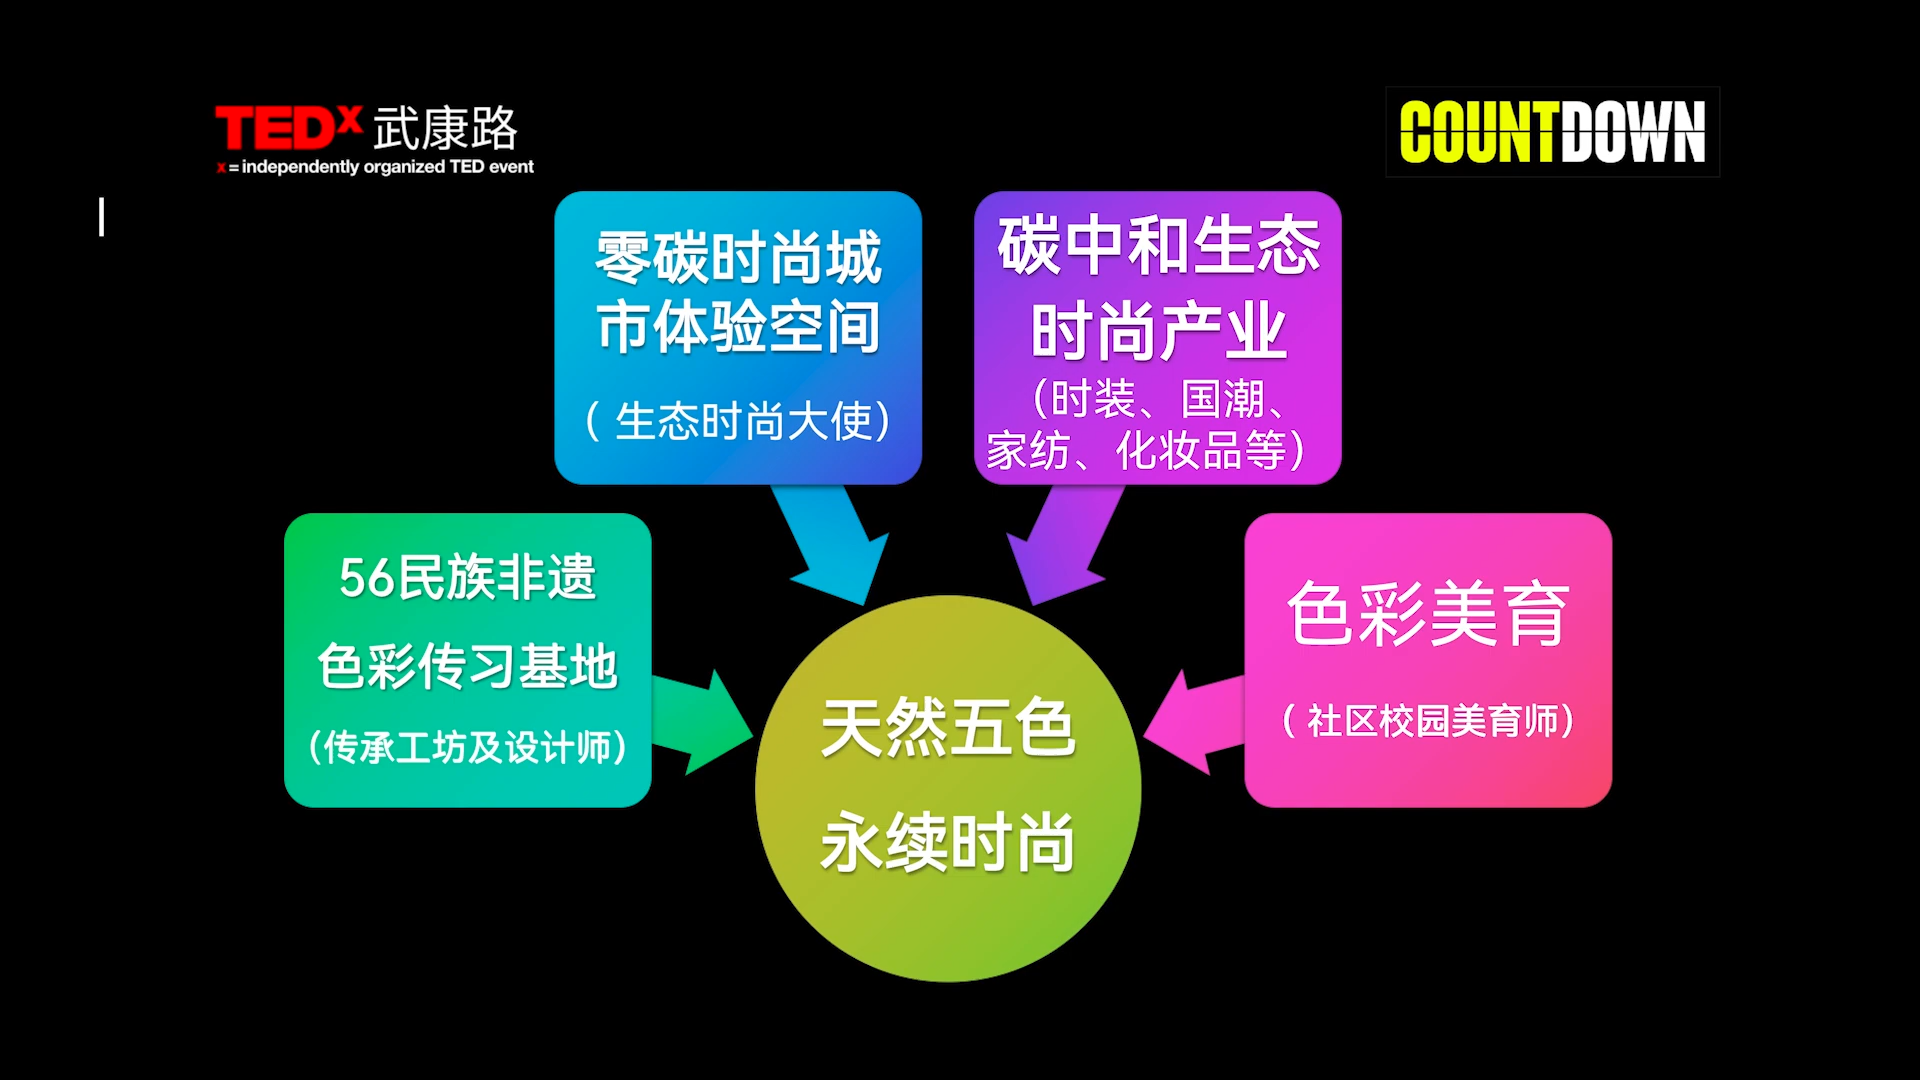 TEDx 武康路
x = independently organized TED event
COUNTDOWN
零碳时尚城
市体验空间
（ 生态时尚大使）
碳中和生态
时尚产业
（时装、国潮、
家纺、化妆品等）
56民族非遗
色彩传习基地
（传承工坊及设计师）
色彩美育
（ 社区校园美育师）
天然五色
永续时尚